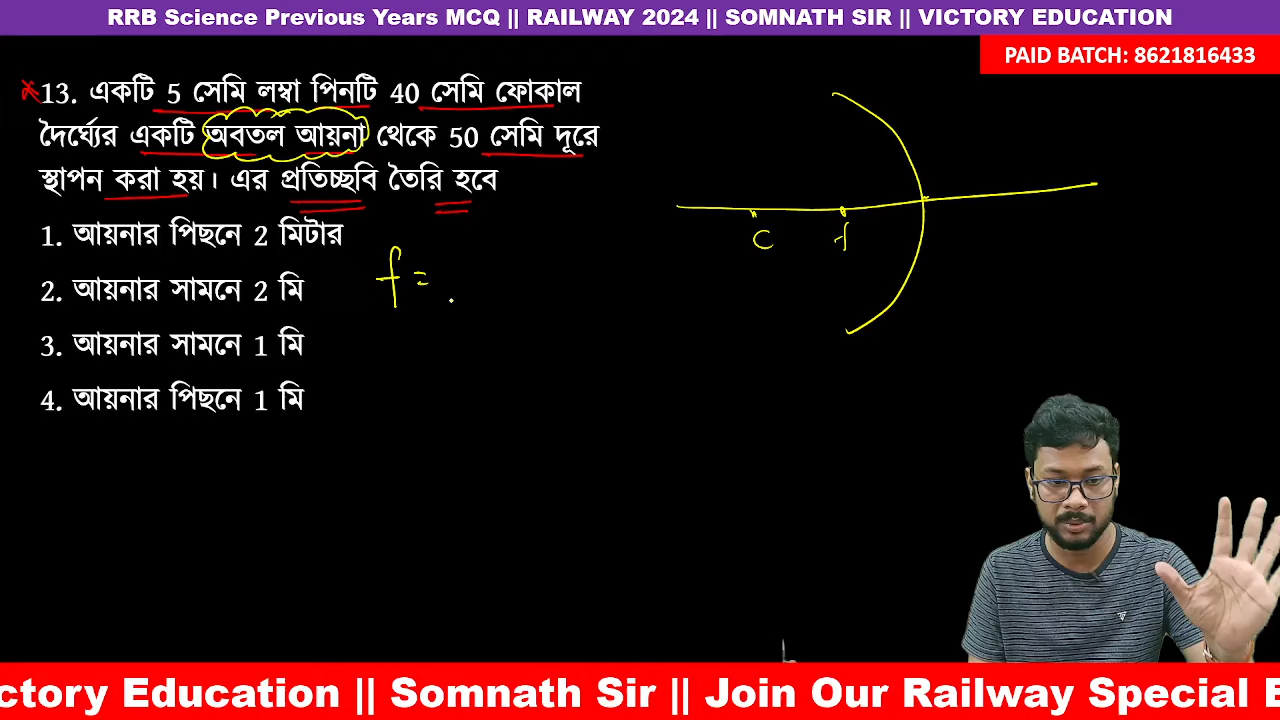 RRB Science Previous Years MCQ || RAILWAY 2024 || SOMNATH SIR || VICTORY EDUCATION
PAID BATCH: 8621816433
13. একটি 5 সেমি লম্বা পিনটি 40 সেমি ফোকাল
দৈর্ঘ্যের একটি অবতল আয়না থেকে 50 সেমি দূরে
স্থাপন করা হয়। এর প্রতিচ্ছবি তৈরি হবে
1. আয়নার পিছনে 2 মিটার
2. আয়নার সামনে 2 মি
3. আয়নার সামনে 1 মি
4. আয়নার পিছনে 1 মি
f =
C f
ctory Education || Somnath Sir || Join Our Railway Special E